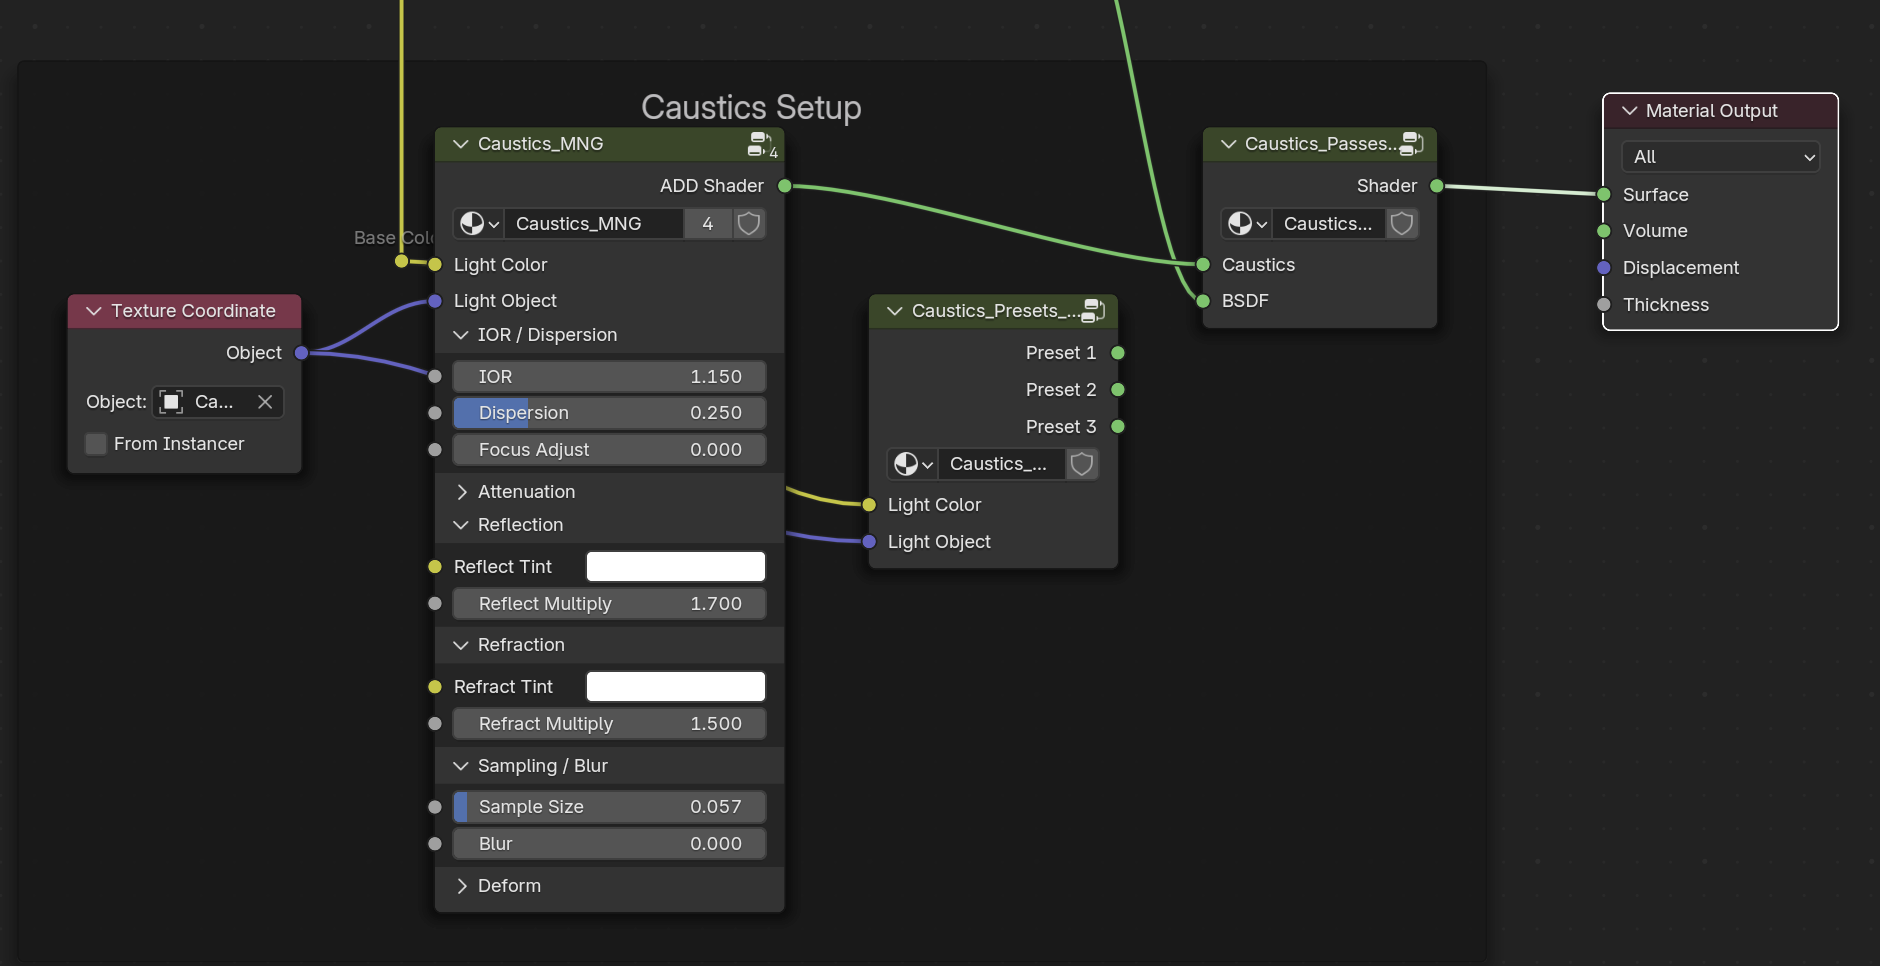 Caustics Setup
Base Col
Texture Coordinate
Object
Object:
Ca...
From Instancer
Caustics_MNG
4
ADD Shader
Caustics_MNG
4
Light Color
Light Object
IOR / Dispersion
IOR 1.150
Dispersion 0.250
Focus Adjust 0.000
Attenuation
Reflection
Reflect Tint
Reflect Multiply 1.700
Refraction
Refract Tint
Refract Multiply 1.500
Sampling / Blur
Sample Size 0.057
Blur 0.000
Deform
Caustics_Presets_...
Preset 1
Preset 2
Preset 3
Caustics_...
Light Color
Light Object
Caustics_Passes...
Shader
Caustics...
Caustics
BSDF
Material Output
All
Surface
Volume
Displacement
Thickness